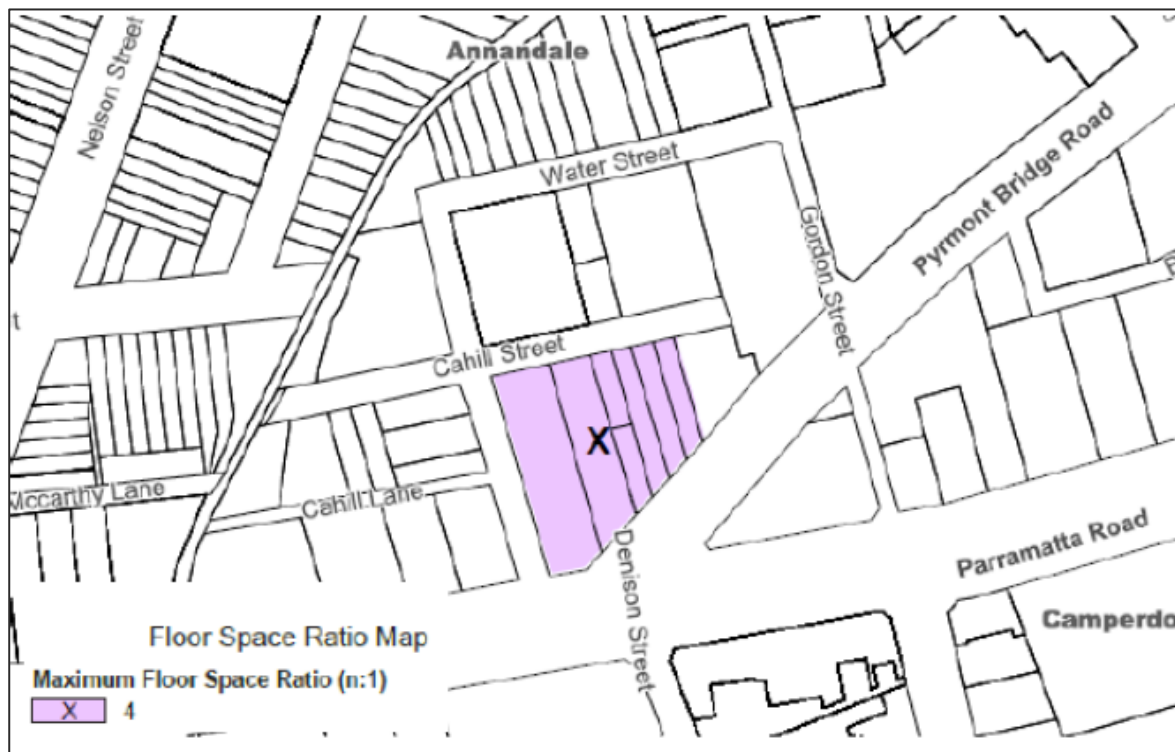 Annandale
Nelson Street
Water Street
Pyrmont Bridge Road
Gordon Street
t
Cahill Street
X
Mccarthy Lane
Cahill Lane
Denison Street
Parramatta Road
Camperdo
Floor Space Ratio Map
Maximum Floor Space Ratio (n:1)
X 4